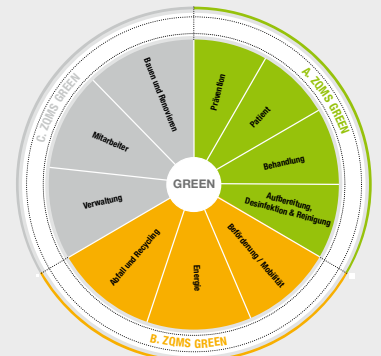 A. ZOMS GREEN
Prävention
Patient
Behandlung
Aufbereitung,
Desinfektion & Reinigung
B. ZOMS GREEN
Beförderung / Mobilität
Energie
Abfall und Recycling
C. ZOMS GREEN
Verwaltung
Mitarbeiter
Bauen und Renovieren
GREEN